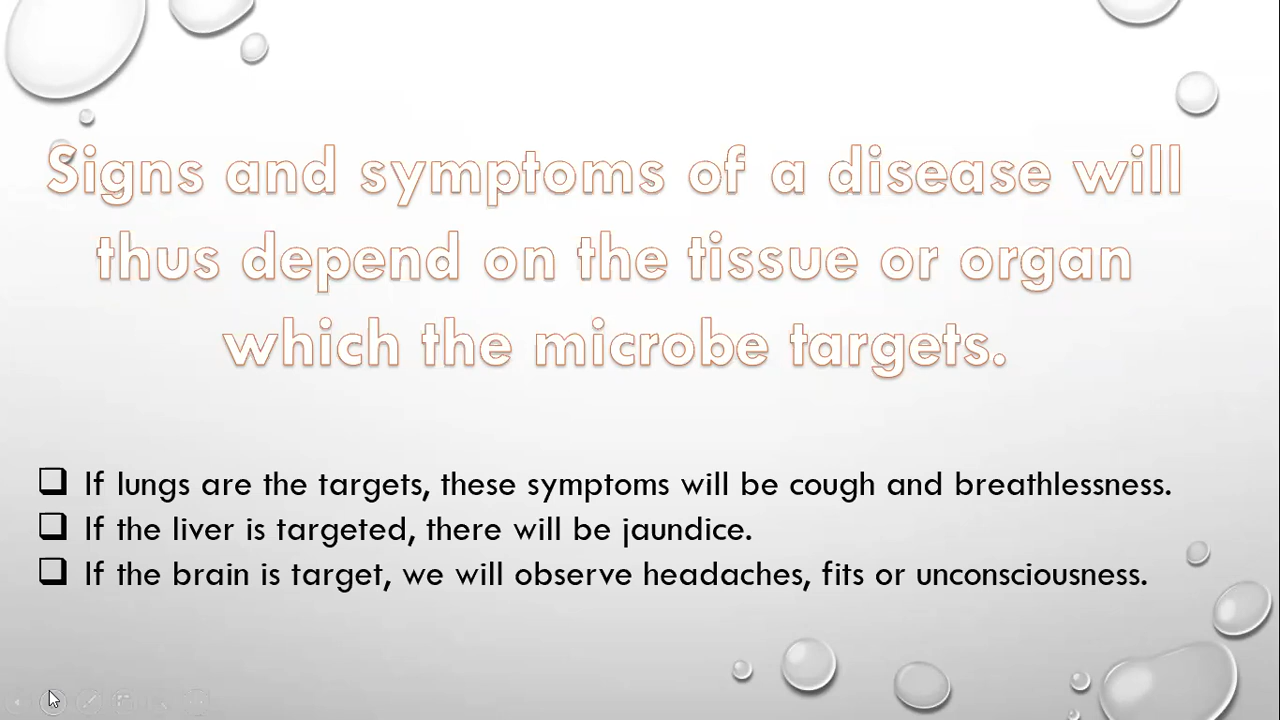 Signs and symptoms of a disease will
thus depend on the tissue or organ
which the microbe targets.
❑ If lungs are the targets, these symptoms will be cough and breathlessness.
❑ If the liver is targeted, there will be jaundice.
❑ If the brain is target, we will observe headaches, fits or unconsciousness.